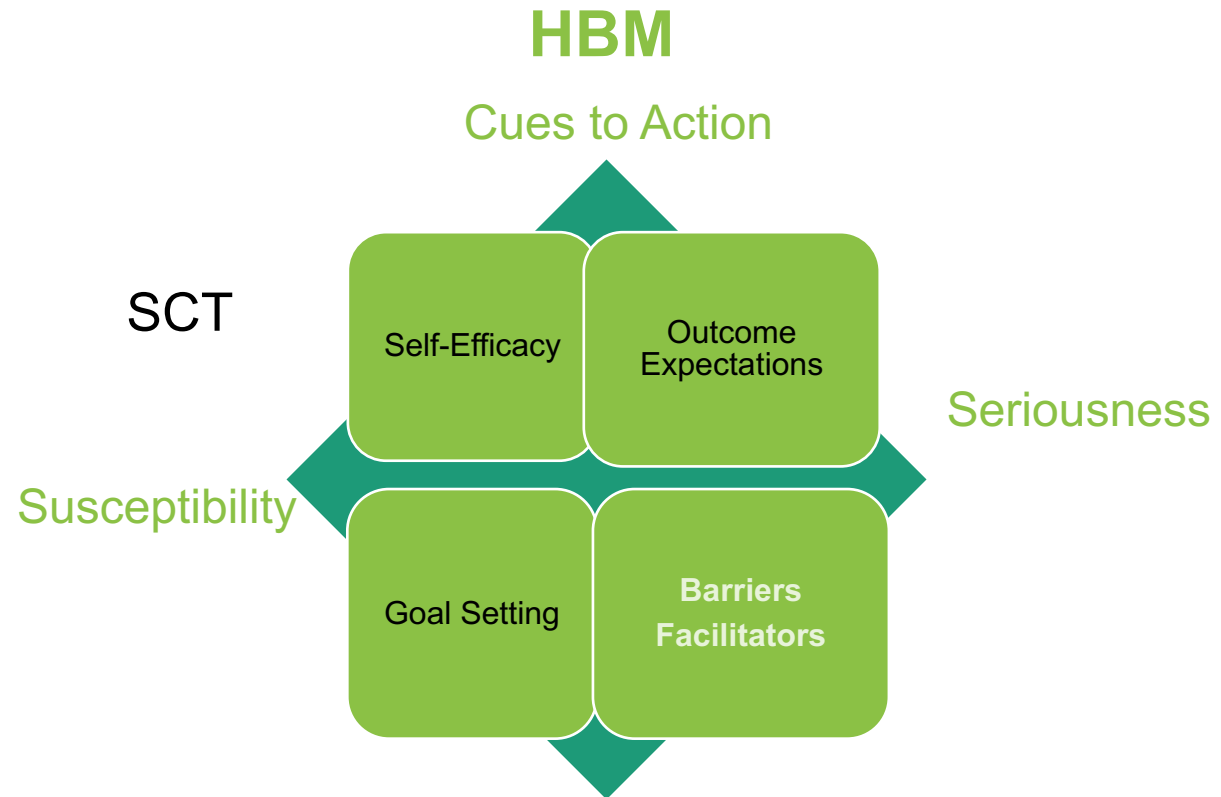 HBM
Cues to Action
SCT
Self-Efficacy
Outcome
Expectations
Seriousness
Susceptibility
Goal Setting
Barriers
Facilitators